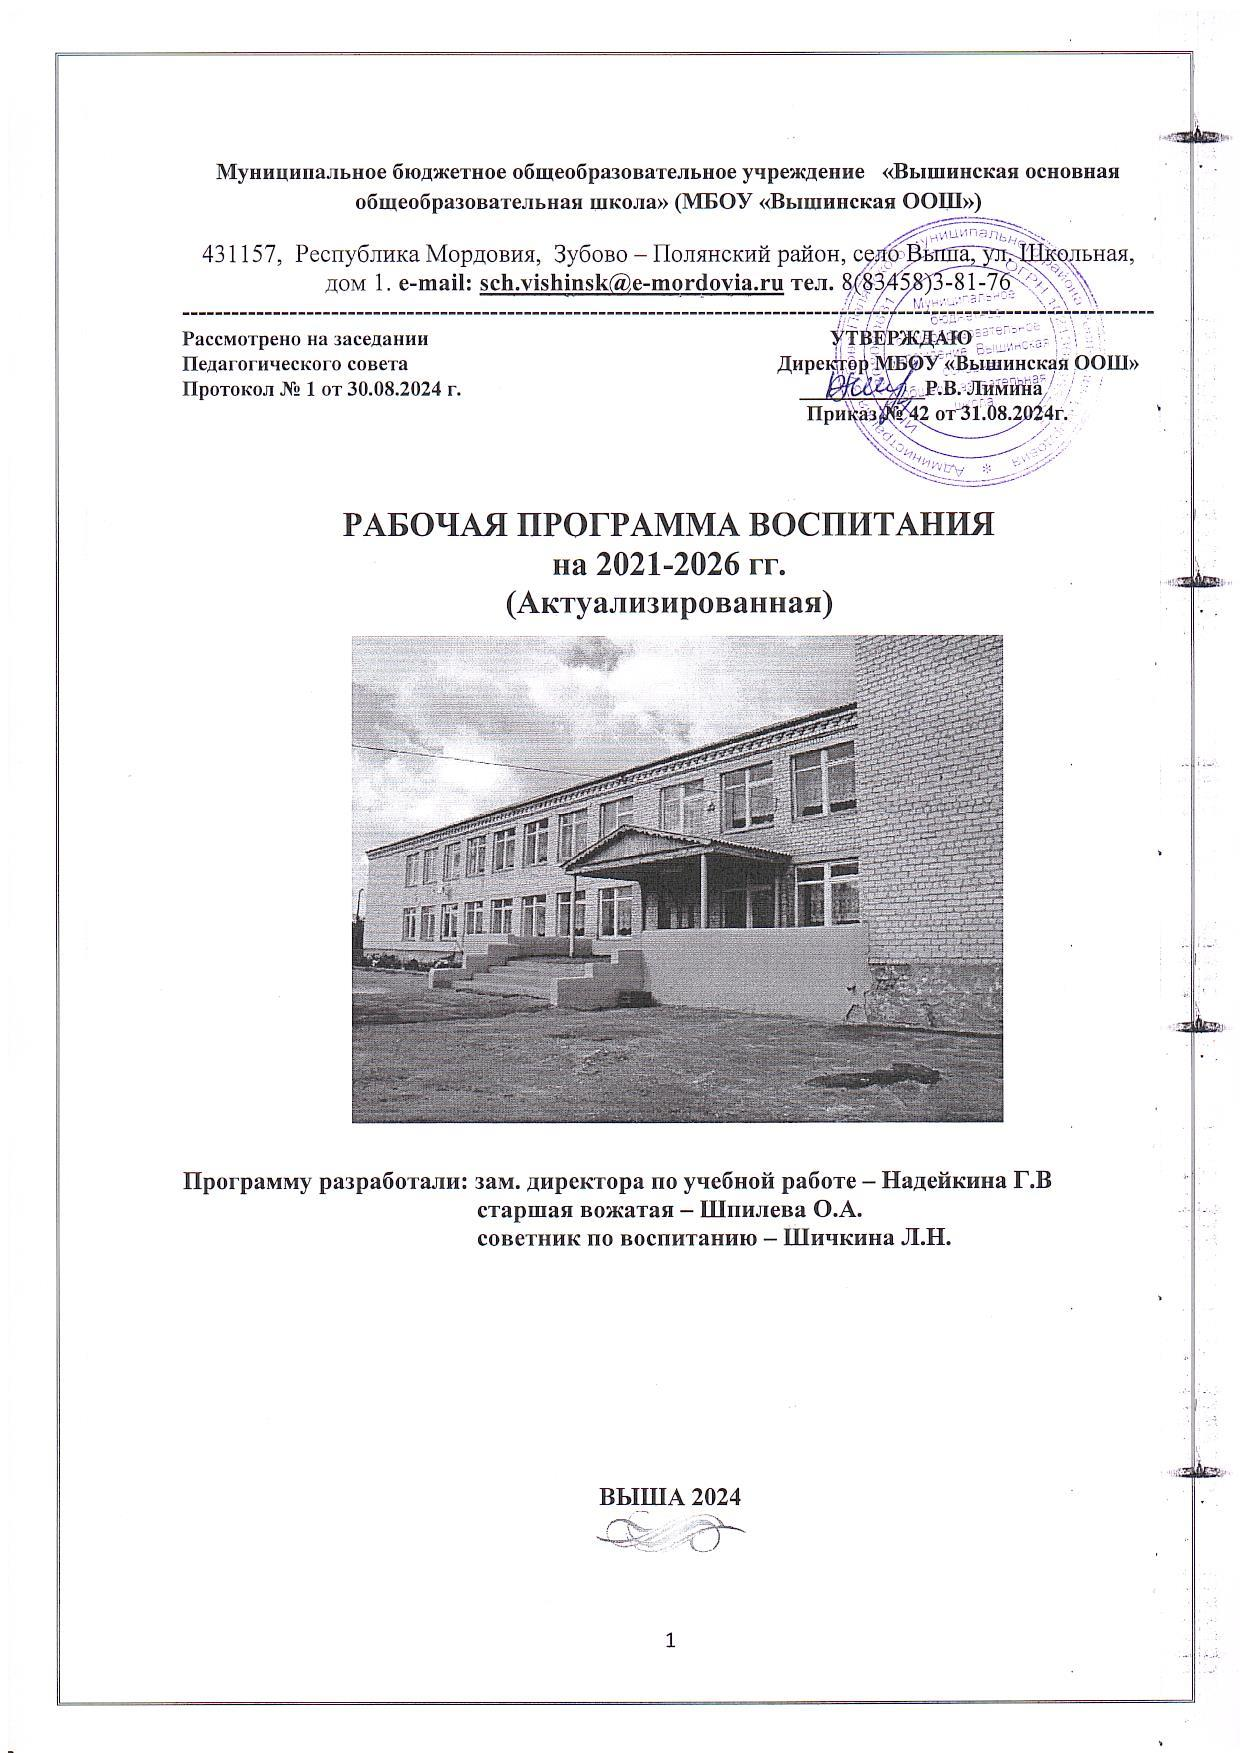 Муниципальное бюджетное общеобразовательное учреждение «Вышинская основная
общеобразовательная школа» (МБОУ «Вышинская ООШ»)
431157, Республика Мордовия, Зубово – Полянский район, село Выша, ул. Школьная,
дом 1. e-mail: sch.vishinsk@e-mordovia.ru тел. 8(83458)3-81-76
Рассмотрено на заседании УТВЕРЖДАЮ
Педагогического совета Директор МБОУ «Вышинская ООШ»
Протокол № 1 от 30.08.2024 г. Р.В. Лимина
Приказ № 42 от 31.08.2024г.
РАБОЧАЯ ПРОГРАММА ВОСПИТАНИЯ
на 2021-2026 гг.
(Актуализированная)
Программу разработали: зам. директора по учебной работе – Надейкина Г.В
старшая вожатая – Шпилева О.А.
советник по воспитанию – Шичкина Л.Н.
ВЫША 2024
1